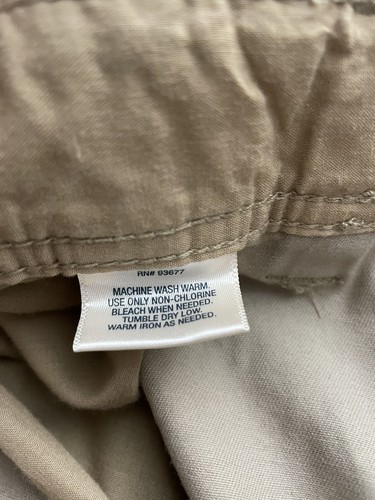 RN# 93677
MACHINE WASH WARM.
USE ONLY NON-CHLORINE
BLEACH WHEN NEEDED.
TUMBLE DRY LOW.
WARM IRON AS NEEDED.